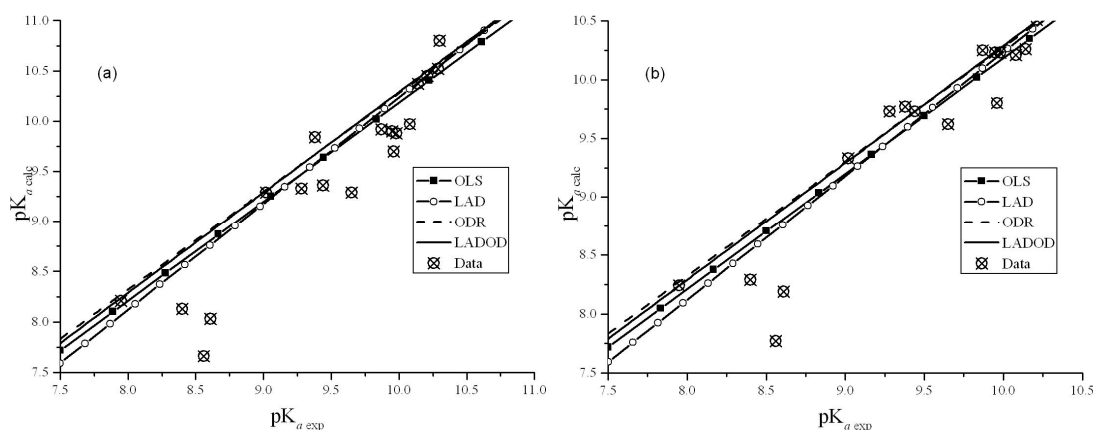 (a)
11.0
10.5
10.0
9.5
9.0
8.5
8.0
7.5
pKa calc
OLS
LAD
ODR
LADOD
Data
7.5 8.0 8.5 9.0 9.5 10.0 10.5 11.0
pKa exp
(b)
10.5
10.0
9.5
9.0
8.5
8.0
7.5
pKa calc
OLS
LAD
ODR
LADOD
Data
7.5 8.0 8.5 9.0 9.5 10.0 10.5
pKa exp